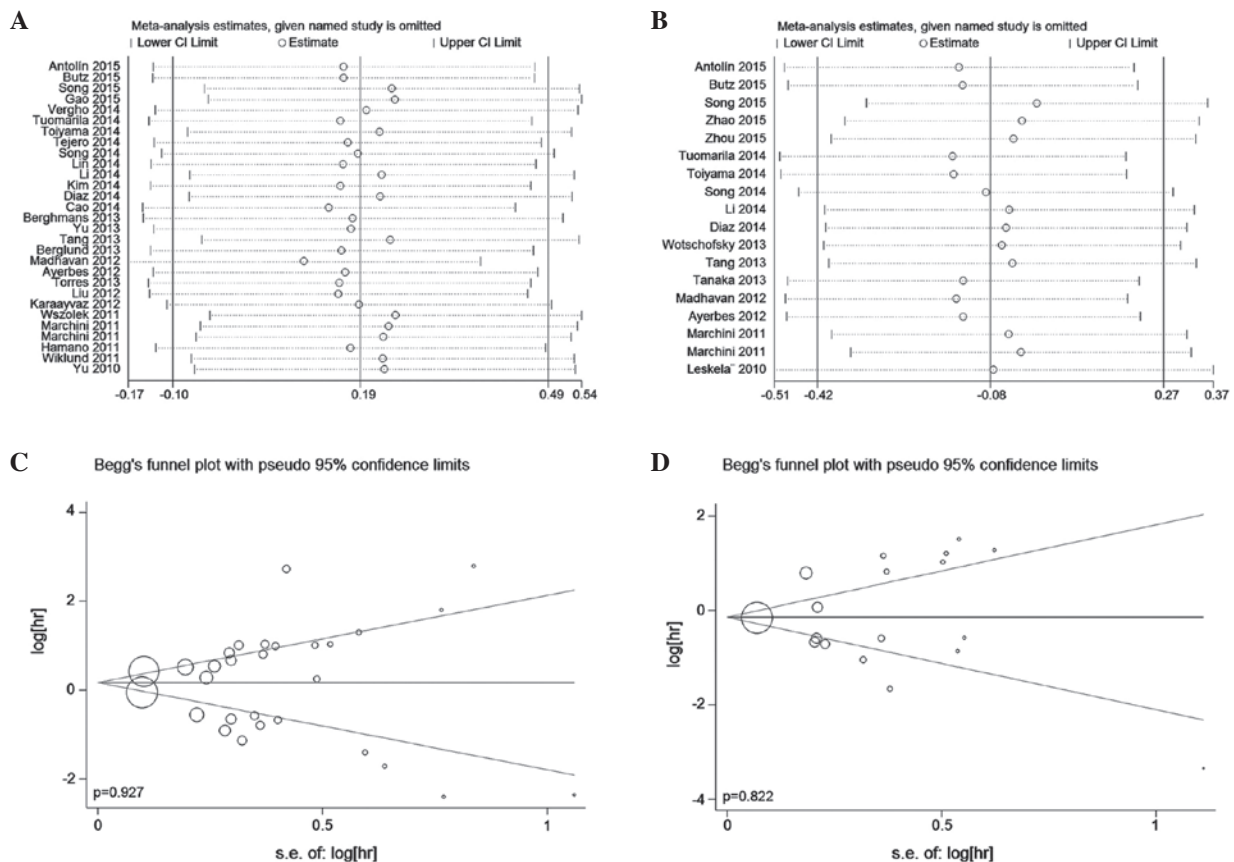 A
Meta-analysis estimates, given named study is omitted
Lower CI Limit Estimate Upper CI Limit
Antolin 2015
Butz 2015
Song 2015
Gao 2015
Vergho 2014
Tuomarila 2014
Toiyama 2014
Tejero 2014
Song 2014
Lin 2014
Li 2014
Kim 2014
Diaz 2014
Cao 2014
Berghmans 2013
Yu 2013
Tang 2013
Berglund 2013
Madhavan 2012
Ayerbes 2012
Torres 2013
Liu 2012
Karaayvaz 2012
Wszolek 2011
Marchini 2011
Marchini 2011
Hamano 2011
Wiklund 2011
Yu 2010
-0.17 -0.10 0.19 0.49 0.54
B
Meta-analysis estimates, given named study is omitted
Lower CI Limit Estimate Upper CI Limit
Antolin 2015
Butz 2015
Song 2015
Zhao 2015
Zhou 2015
Tuomarila 2014
Toiyama 2014
Song 2014
Li 2014
Diaz 2014
Wotschofsky 2013
Tang 2013
Tanaka 2013
Madhavan 2012
Ayerbes 2012
Marchini 2011
Marchini 2011
Leskela¨ 2010
-0.51 -0.42 -0.08 0.27 0.37
C
Begg's funnel plot with pseudo 95% confidence limits
4
2
0
-2
log[hr]
p=0.927
0 0.5 1
s.e. of: log[hr]
D
Begg's funnel plot with pseudo 95% confidence limits
2
0
-2
-4
log[hr]
p=0.822
0 0.5 1
s.e. of: log[hr]